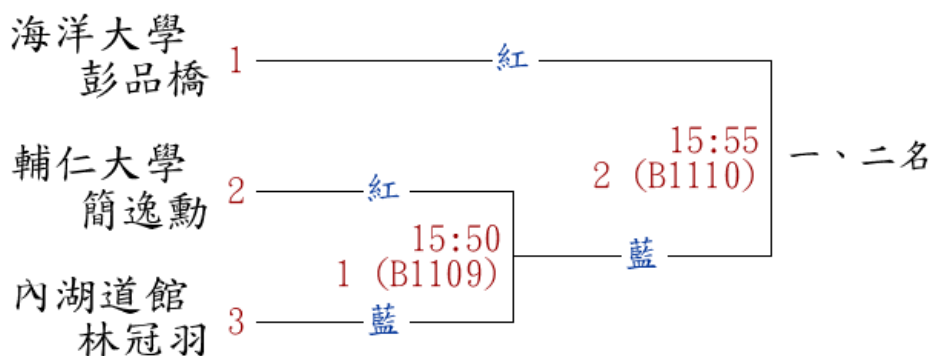 海洋大學
彭品橋 1 紅
15:55
2 (B1110)
一、二名
輔仁大學
簡逸勳 2 紅
15:50
1 (B1109)
藍
內湖道館
林冠羽 3 藍